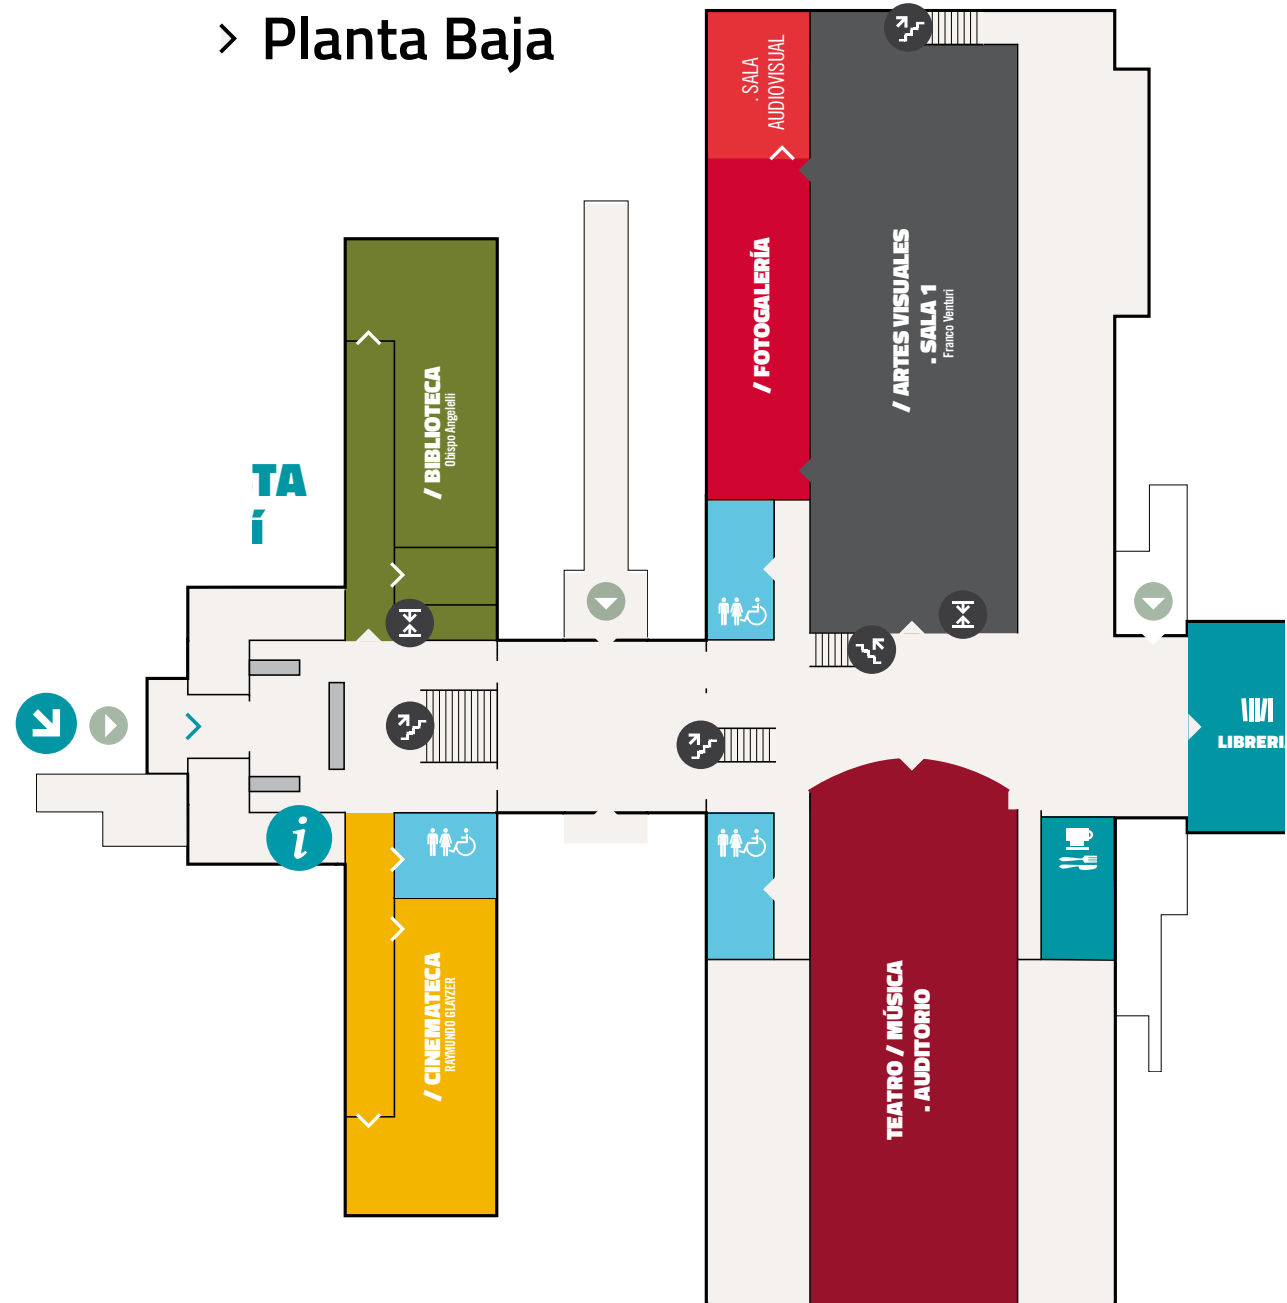 Planta Baja
. SALA
AUDIOVISUAL
/ FOTOGALERÍA
/ ARTES VISUALES
. SALA 1
Franco Venturi
/ BIBLIOTECA
Obispo Angelelli
TA
Í
LIBRERI
i
/ CINEMATECA
RAYMUNDO GLAYZER
TEATRO / MÚSICA
. AUDITORIO